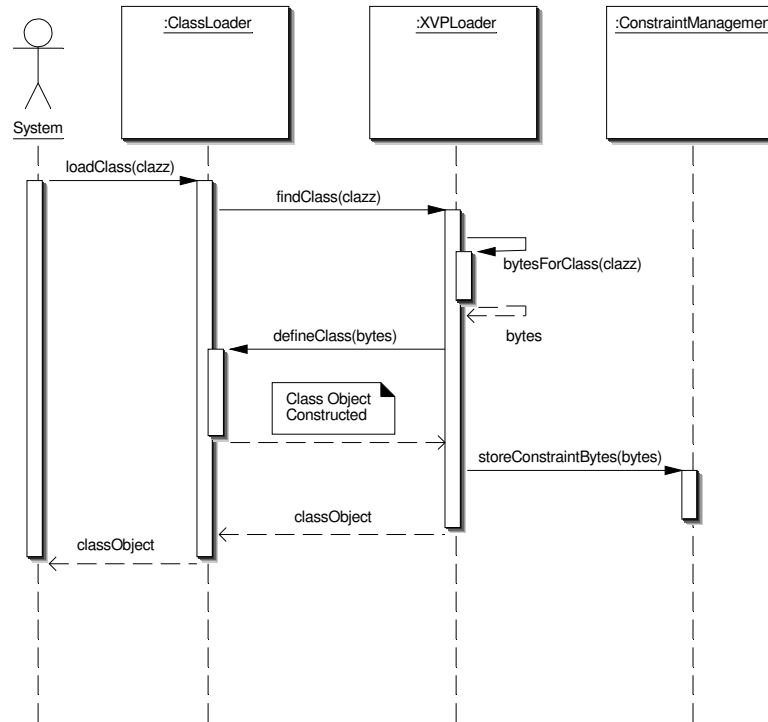 :ClassLoader
:XVPLoader
:ConstraintManagement
System
loadClass(clazz)
findClass(clazz)
bytesForClass(clazz)
bytes
defineClass(bytes)
Class Object
Constructed
storeConstraintBytes(bytes)
classObject
classObject